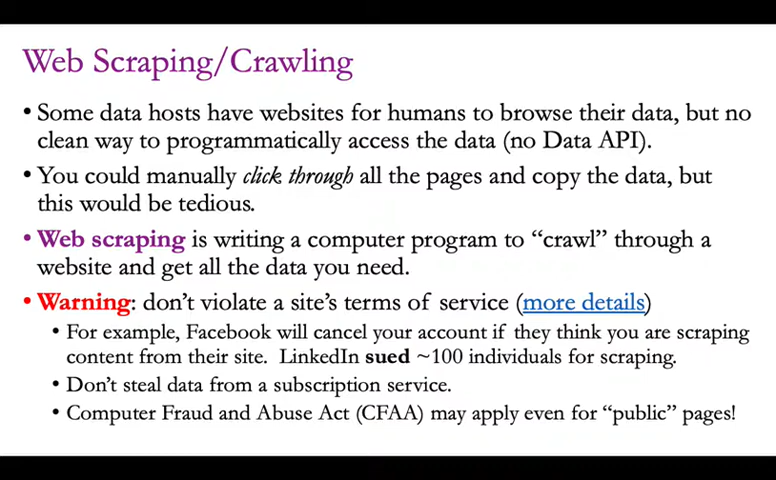 Web Scraping/Crawling
• Some data hosts have websites for humans to browse their data, but no
clean way to programmatically access the data (no Data API).
• You could manually click through all the pages and copy the data, but
this would be tedious.
• Web scraping is writing a computer program to “crawl” through a
website and get all the data you need.
• Warning: don’t violate a site’s terms of service (more details)
• For example, Facebook will cancel your account if they think you are scraping
content from their site. LinkedIn sued ~100 individuals for scraping.
• Don’t steal data from a subscription service.
• Computer Fraud and Abuse Act (CFAA) may apply even for “public” pages!